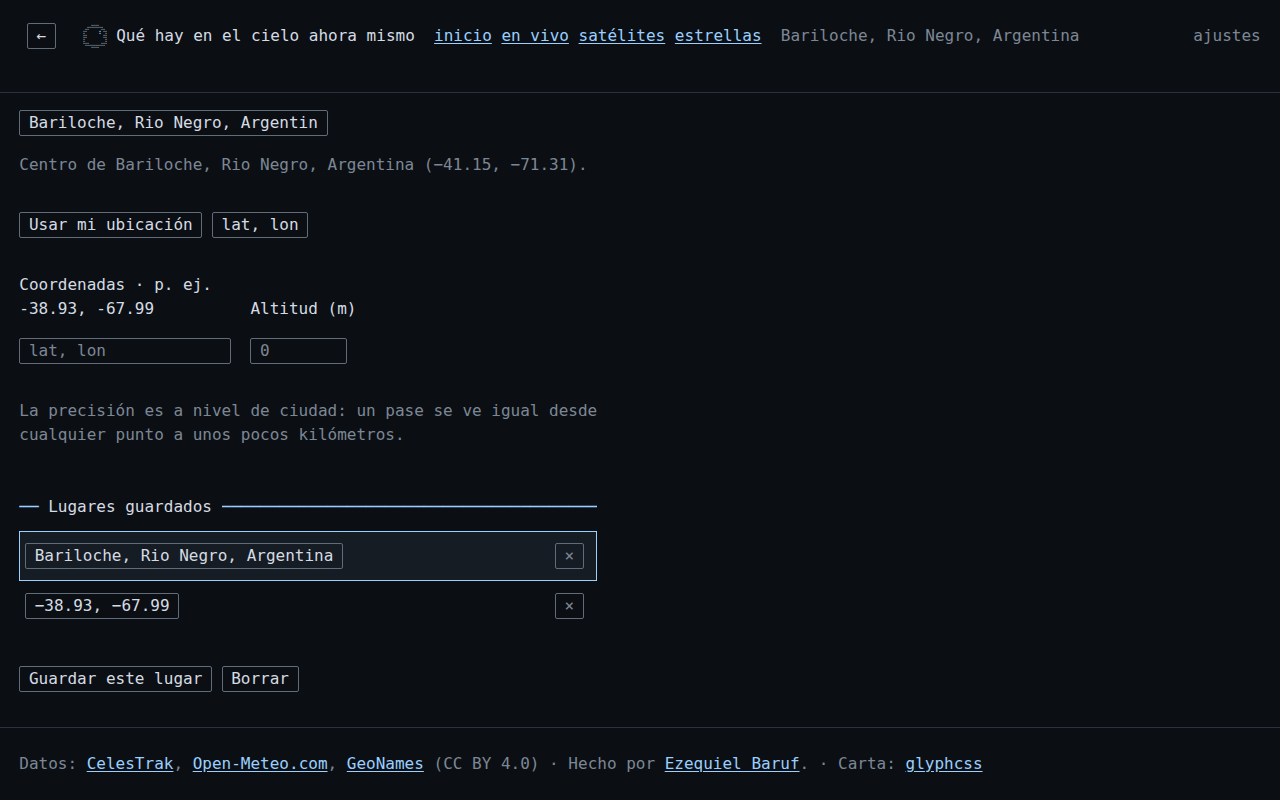 ← Qué hay en el cielo ahora mismo inicio en vivo satélites estrellas Bariloche, Rio Negro, Argentina ajustes
Bariloche, Rio Negro, Argentin
Centro de Bariloche, Rio Negro, Argentina (−41.15, −71.31).
Usar mi ubicación lat, lon
Coordenadas · p. ej.
-38.93, -67.99 Altitud (m)
lat, lon 0
La precisión es a nivel de ciudad: un pase se ve igual desde
cualquier punto a unos pocos kilómetros.
Lugares guardados
Bariloche, Rio Negro, Argentina ×
−38.93, −67.99 ×
Guardar este lugar Borrar
Datos: CelesTrak, Open-Meteo.com, GeoNames (CC BY 4.0) · Hecho por Ezequiel Baruf. · Carta: glyphcss